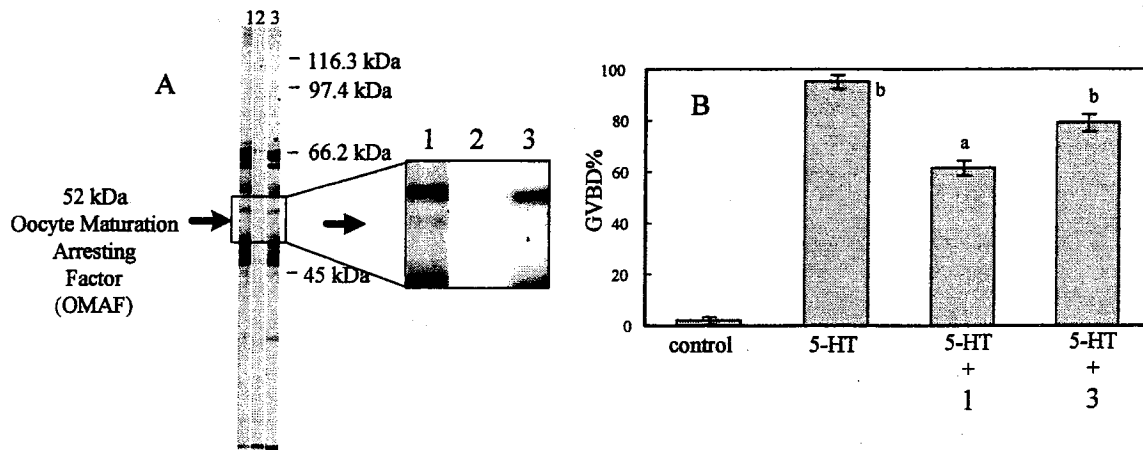 12 3
A
116.3 kDa
97.4 kDa
66.2 kDa
45 kDa
52 kDa
Oocyte Maturation
Arresting
Factor
(OMAF)
1 2 3
B
GVBD%
100
80
60
40
20
0
b
a
b
control
5-HT
5-HT
+
1
5-HT
+
3